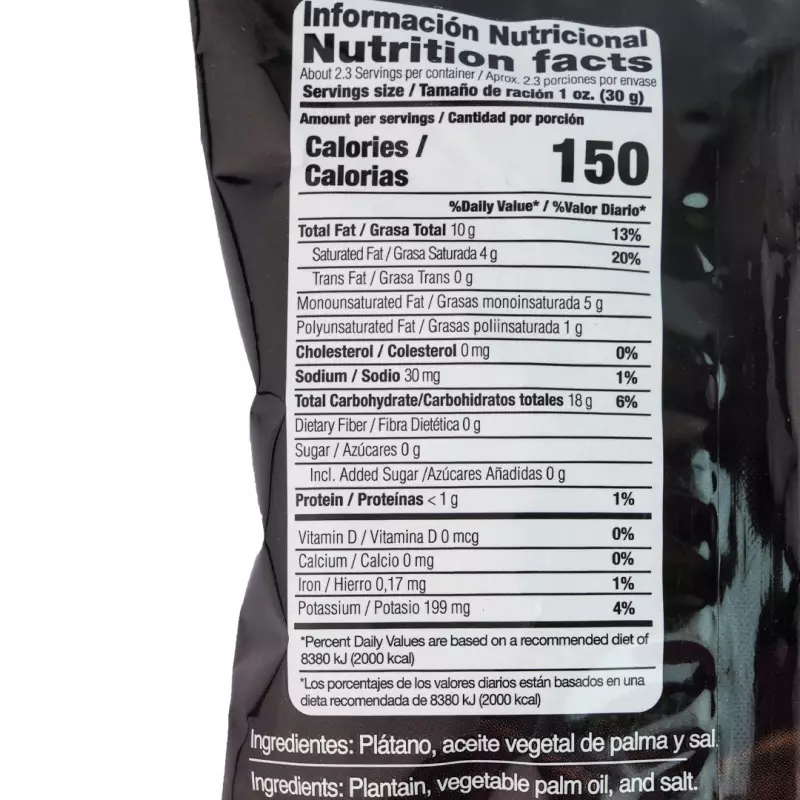 Información Nutricional
Nutrition facts
About 2.3 Servings per container / Aprox. 2.3 porciones por envase
Servings size / Tamaño de ración 1 oz. (30 g)
Amount per servings / Cantidad por porción
Calories / 150
Calorias
%Daily Value* / %Valor Diario*
Total Fat / Grasa Total 10 g 13%
Saturated Fat / Grasa Saturada 4 g 20%
Trans Fat / Grasa Trans 0 g
Monounsaturated Fat / Grasas monoinsaturada 5 g
Polyunsaturated Fat / Grasas poliinsaturada 1 g
Cholesterol / Colesterol 0 mg 0%
Sodium / Sodio 30 mg 1%
Total Carbohydrate/Carbohidratos totales 18 g 6%
Dietary Fiber / Fibra Dietética 0 g
Sugar / Azúcares 0 g
Incl. Added Sugar /Azúcares Añadidas 0 g
Protein / Proteínas < 1 g 1%
Vitamin D / Vitamina D 0 mcg 0%
Calcium / Calcio 0 mg 0%
Iron / Hierro 0,17 mg 1%
Potassium / Potasio 199 mg 4%
*Percent Daily Values are based on a recommended diet of
8380 kJ (2000 kcal)
*Los porcentajes de los valores diarios están basados en una
dieta recomendada de 8380 kJ (2000 kcal)
Ingredientes: Plátano, aceite vegetal de palma y sal.
Ingredients: Plantain, vegetable palm oil, and salt.